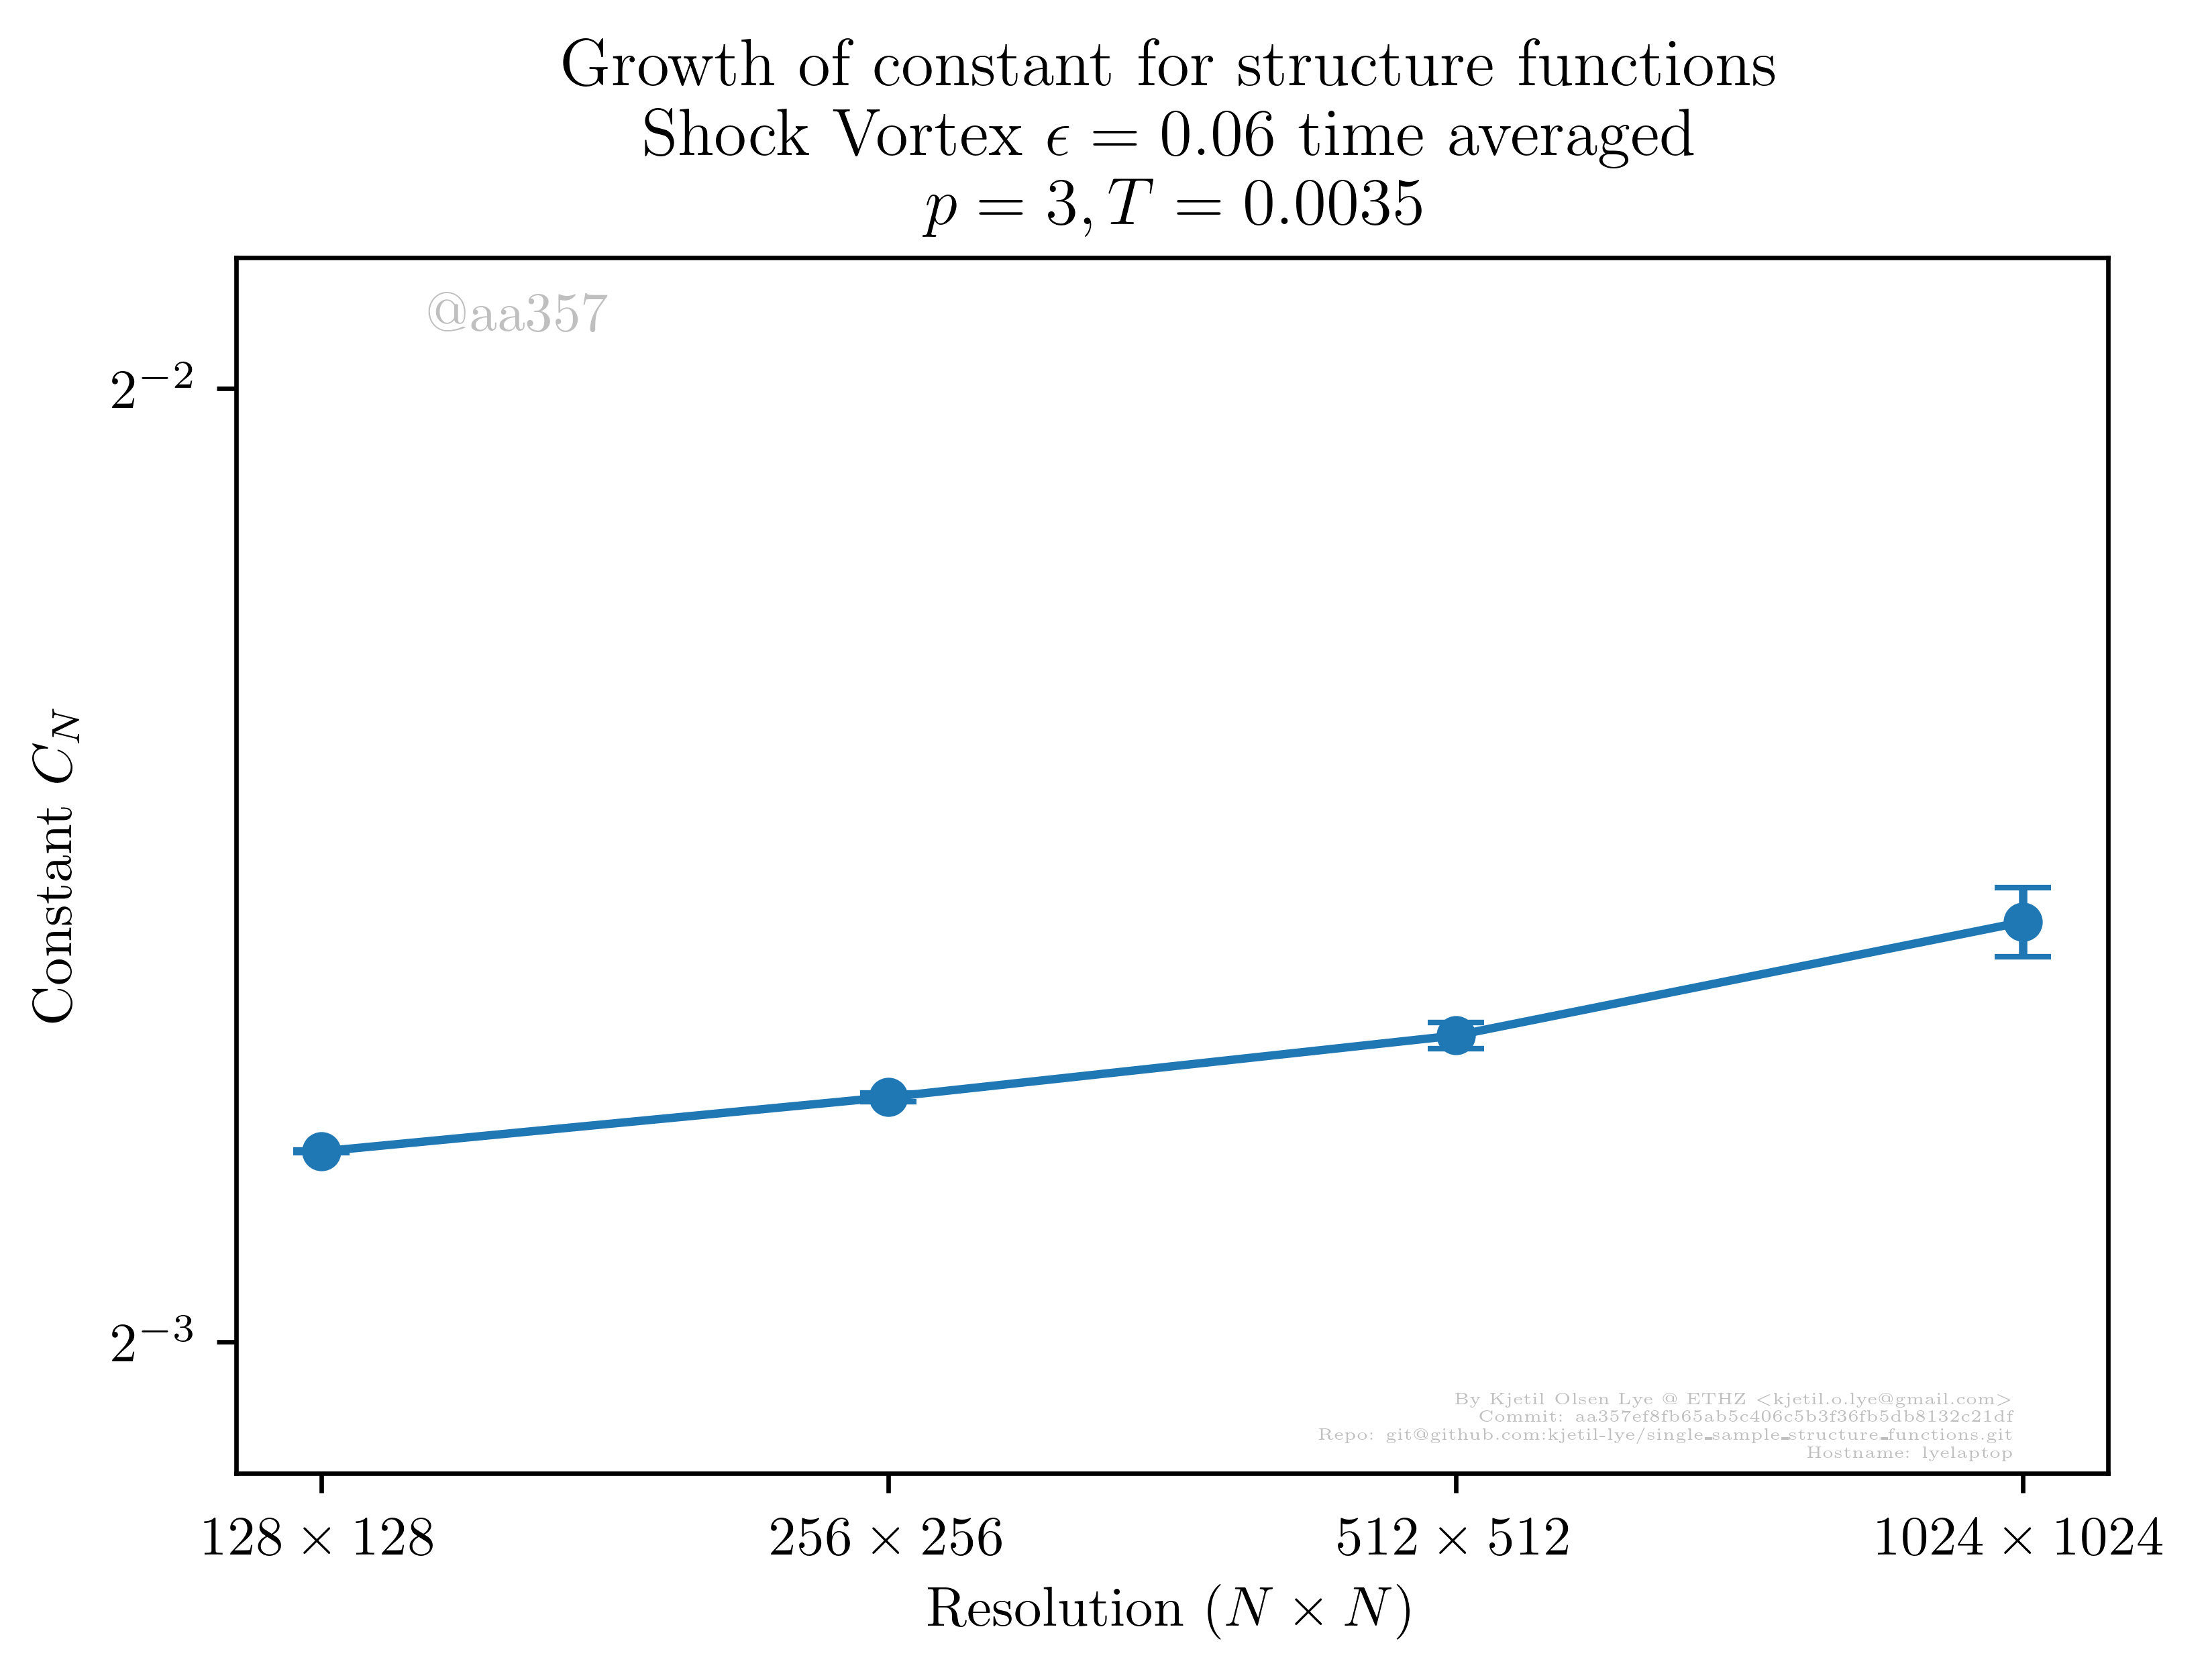 Growth of constant for structure functions
Shock Vortex ϵ = 0.06 time averaged
p = 3, T = 0.0035
@aa357
2⁻²
Constant C_N
2⁻³
By Kjetil Olsen Lye @ ETHZ <kjetil.o.lye@gmail.com>
Commit: aa357ef8fb65ab5c406c5b3f36fb5db8132c21df
Repo: git@github.com:kjetil-lye/single_sample_structure_functions.git
Hostname: lyelaptop
128 × 128 256 × 256 512 × 512 1024 × 1024
Resolution (N × N)